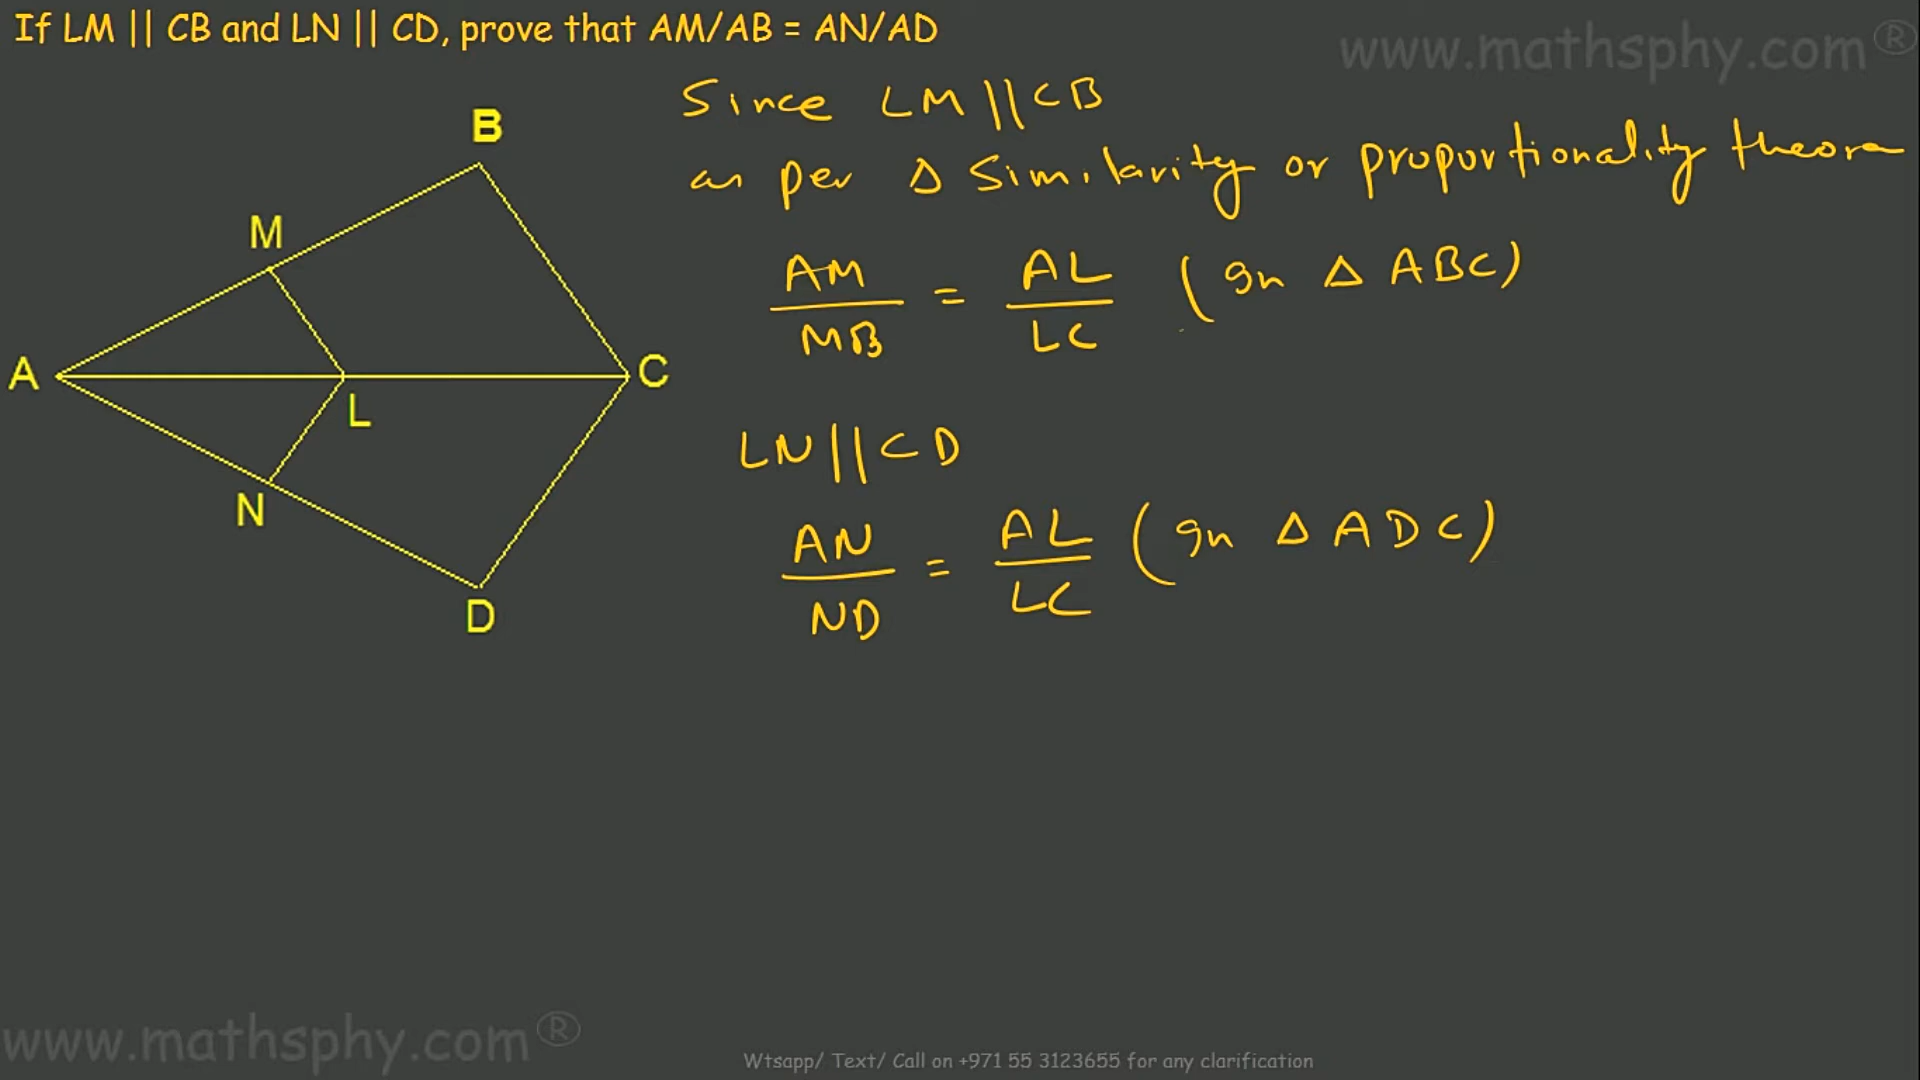 If LM || CB and LN || CD, prove that AM/AB = AN/AD
www.mathsphy.com®
Since LM || CB
as per Δ Similarity or proportionality theore
AM/MB = AL/LC (In Δ ABC)
LN || CD
AN/ND = AL/LC (In Δ ADC)
B
M
A
C
L
N
D
www.mathsphy.com®
Wtsapp/ Text/ Call on +971 55 3123655 for any clarification